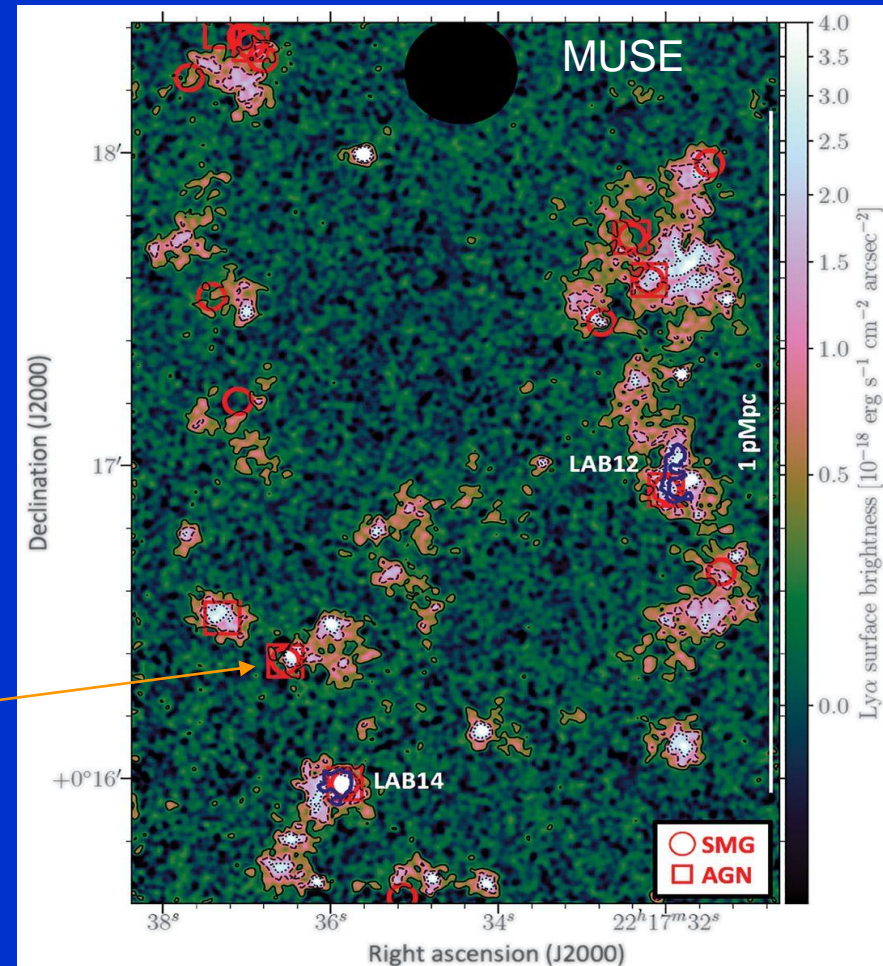 MUSE
4.0
3.5
3.0
18′
2.0
1.5
1.0
1 pMpc
17′
LAB12
0.5
Declination (J2000)
Lyα surface brightness [10⁻¹⁸ erg s⁻¹ cm⁻² arcsec⁻²]
0.0
+0°16′
LAB14
SMG
AGN
38ˢ
36ˢ
34ˢ
22ʰ17ᵐ32ˢ
Right ascension (J2000)